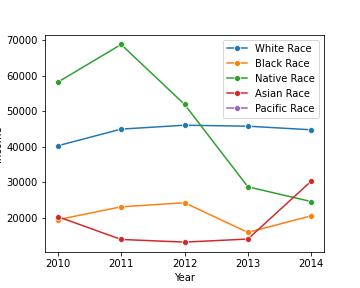 70000
60000
50000
40000
30000
20000
White Race
Black Race
Native Race
Asian Race
Pacific Race
2010 2011 2012 2013 2014
Year